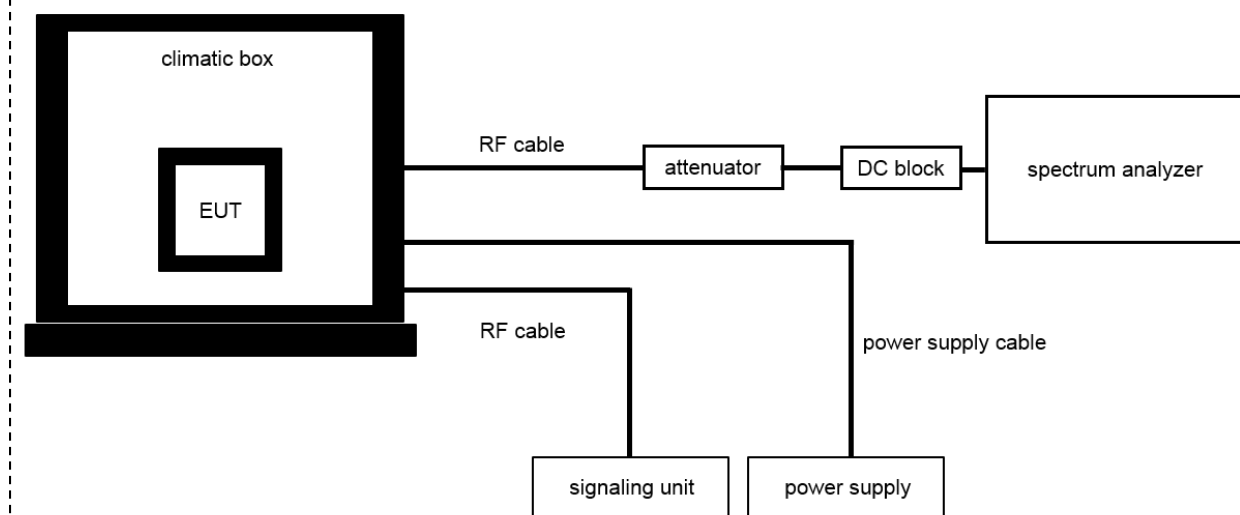 climatic box
RF cable
attenuator
DC block
spectrum analyzer
EUT
RF cable
power supply cable
signaling unit
power supply